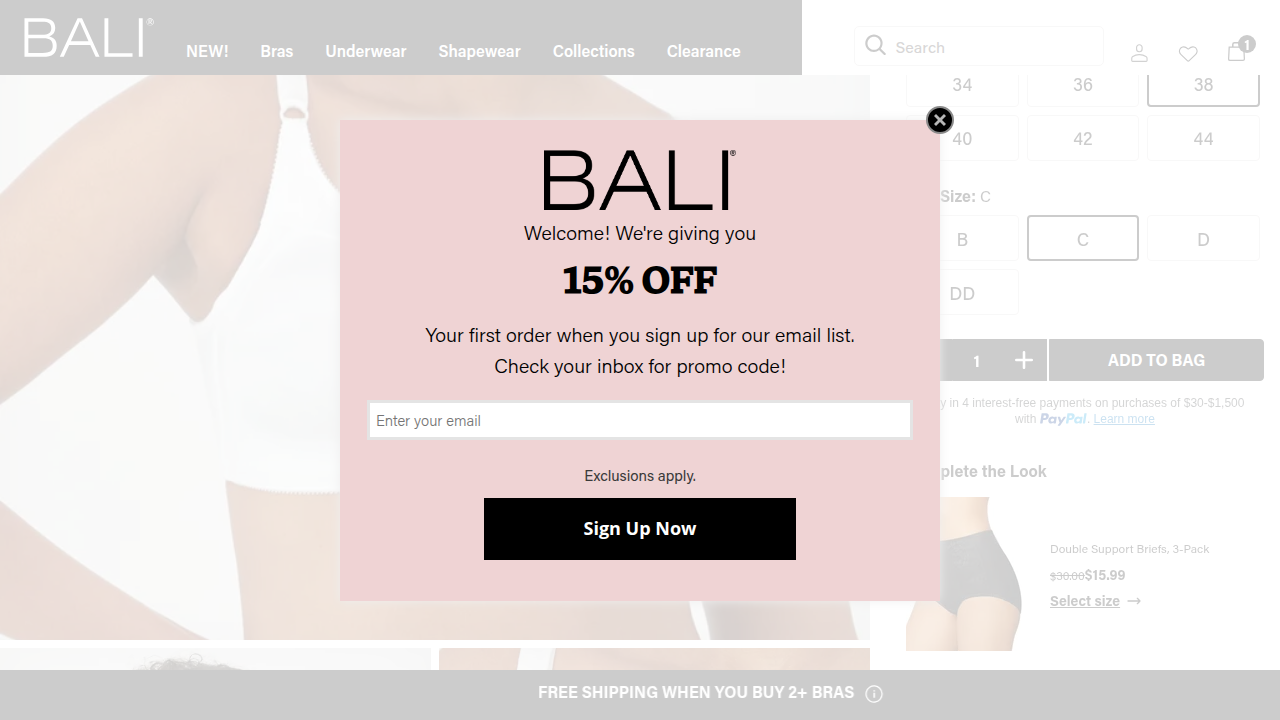 BALI®
NEW! Bras Underwear Shapewear Collections Clearance
Search
1
34 36 38
40 42 44
Size: C
B C D
DD
1 ADD TO BAG
in 4 interest-free payments on purchases of $30-$1,500
with PayPal. Learn more
plete the Look
Double Support Briefs, 3-Pack
$30.00 $15.99
Select size →
BALI®
Welcome! We're giving you
15% OFF
Your first order when you sign up for our email list.
Check your inbox for promo code!
Enter your email
Exclusions apply.
Sign Up Now
FREE SHIPPING WHEN YOU BUY 2+ BRAS